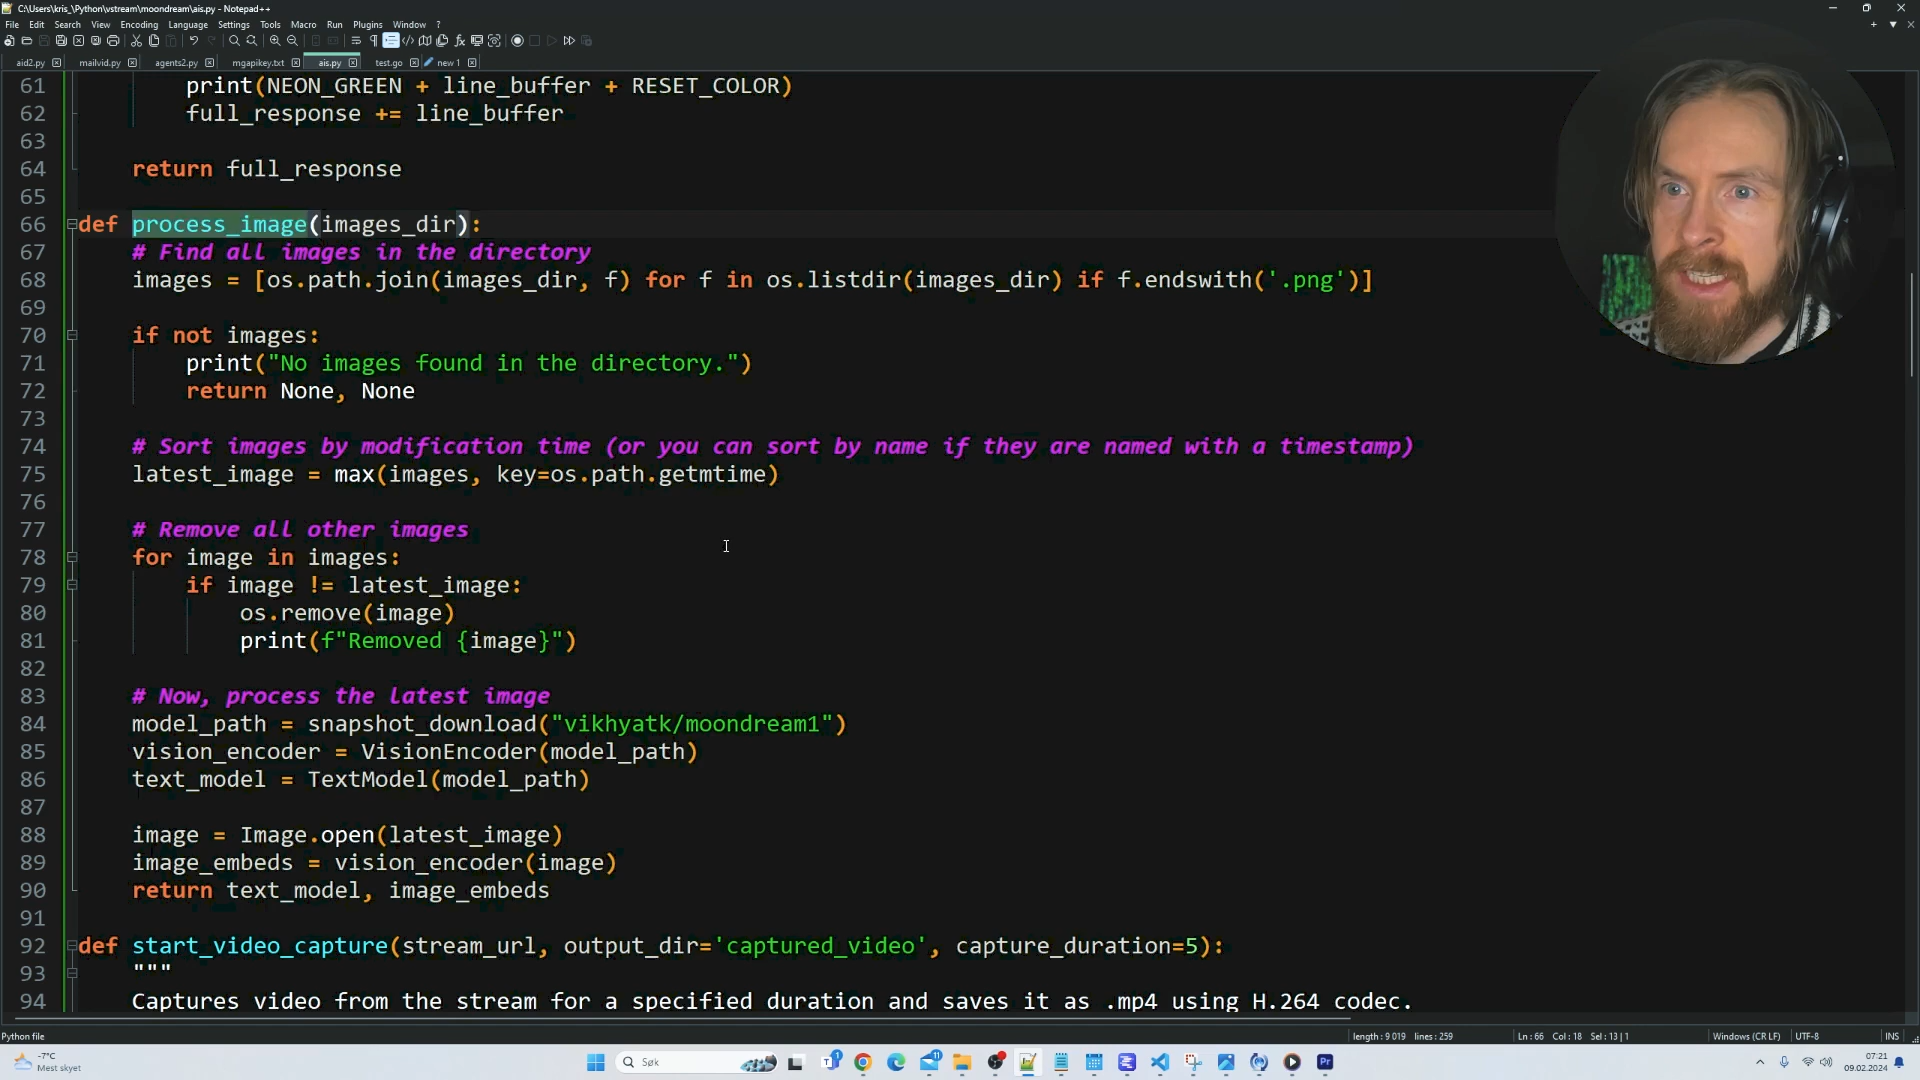 C:\Users\kris_\Python\vstream\moondream\ais.py - Notepad++
File Edit Search View Encoding Language Settings Tools Macro Run Plugins Window ?
aid2.py mailvid.py agents2.py mgapikey.txt ais.py test.go new 1
61 print(NEON_GREEN + line_buffer + RESET_COLOR)
62 full_response += line_buffer
63
64 return full_response
65
66 def process_image(images_dir):
67 # Find all images in the directory
68 images = [os.path.join(images_dir, f) for f in os.listdir(images_dir) if f.endswith('.png')]
69
70 if not images:
71 print("No images found in the directory.")
72 return None, None
73
74 # Sort images by modification time (or you can sort by name if they are named with a timestamp)
75 latest_image = max(images, key=os.path.getmtime)
76
77 # Remove all other images
78 for image in images:
79 if image != latest_image:
80 os.remove(image)
81 print(f"Removed {image}")
82
83 # Now, process the latest image
84 model_path = snapshot_download("vikhyatk/moondream1")
85 vision_encoder = VisionEncoder(model_path)
86 text_model = TextModel(model_path)
87
88 image = Image.open(latest_image)
89 image_embeds = vision_encoder(image)
90 return text_model, image_embeds
91
92 def start_video_capture(stream_url, output_dir='captured_video', capture_duration=5):
93 """
94 Captures video from the stream for a specified duration and saves it as .mp4 using H.264 codec.
Python file length : 9 019 lines : 259 Ln : 66 Col : 18 Sel : 13 | 1 Windows (CR LF) UTF-8 INS
-7°C
Mest skyet
Søk
07:21
09.02.2024